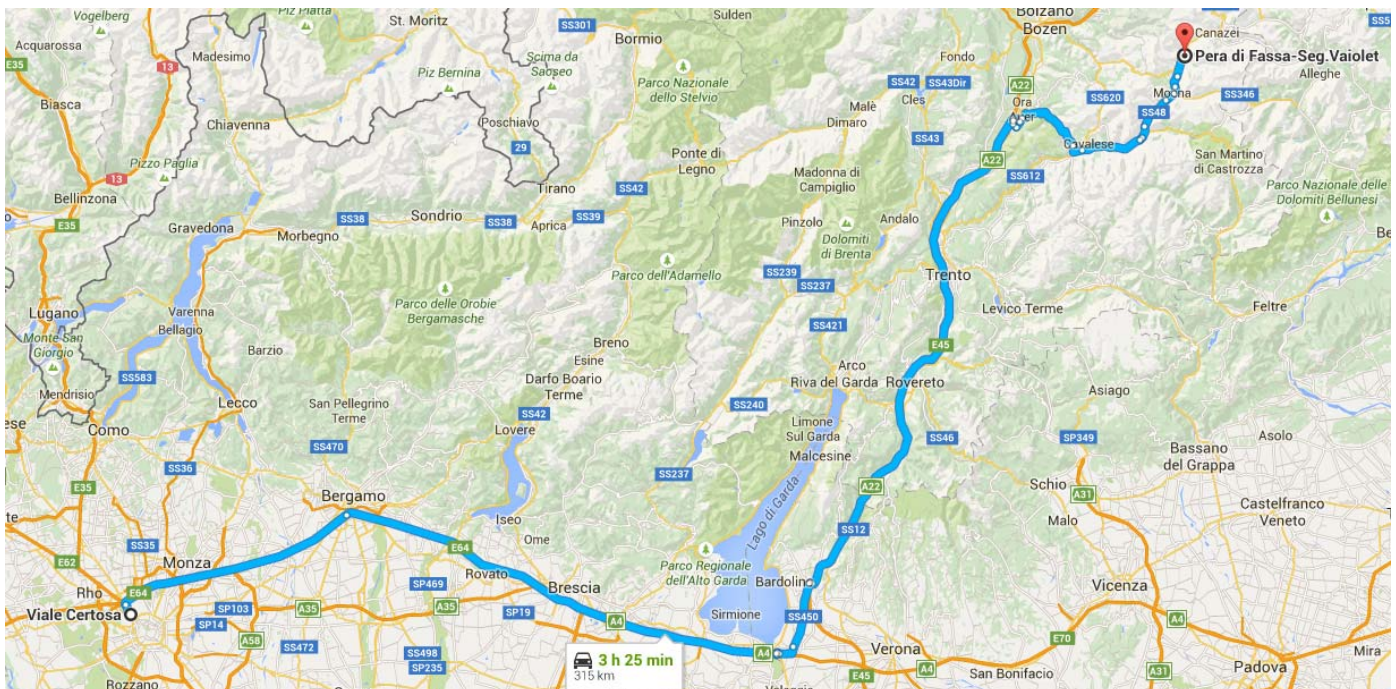 Vogelberg
Piz Platta
St. Moritz
SS301
Sulden
Bolzano
Bozen
Canazei
Acquarossa
Madesimo
Bormio
Scima da
Saoseo
Fondo
Pera di Fassa-Seg.Vaiolet
E35
13
Piz Bernina
Parco Nazionale
dello Stelvio
SS42
SS43Dir
Cles
A22
Ora
Alleghe
Biasca
Chiavenna
Poschiavo
Malè
Dimaro
SS620
Moena
SS346
SS48
29
SS43
Cavalese
Pizzo Paglia
13
Ponte di
Legno
A22
SS612
San Martino
di Castrozza
Bellinzona
Tirano
SS42
Madonna di
Campiglio
Parco Nazionale delle
Dolomiti Bellunesi
E35
Gravedona
SS38
Sondrio
SS38
Aprica
SS39
Pinzolo
Andalo
Morbegno
Dolomiti
di Brenta
Parco dell'Adamello
SS239
SS237
Trento
Parco delle Orobie
Bergamasche
Levico Terme
Feltre
Lugano
Varenna
Bellagio
SS421
Monte San
Giorgio
Barzio
Breno
Esine
E45
SS583
Arco
Riva del Garda
Rovereto
Mendrisio
Lecco
San Pellegrino
Terme
Darfo Boario
Terme
SS42
SS240
Asiago
Como
Lovere
Limone
Sul Garda
Malcesine
SS46
SP349
Asolo
SS470
Bassano
del Grappa
SS36
SS237
E35
A22
Schio
A31
Bergamo
Iseo
Lago di Garda
SS12
Malo
Castelfranco
Veneto
SS35
Ome
E64
E62
Monza
Parco Regionale
dell'Alto Garda
Bardolino
Rho
E64
Rovato
Brescia
Vicenza
SP469
Viale Certosa
SP103
A35
A35
SP19
A4
Sirmione
SS450
A4
SP14
A58
SS472
SS498
SP235
3 h 25 min
315 km
A4
Verona
E70
Mira
E45
A4
San Bonifacio
A31
Padova
Rozzano